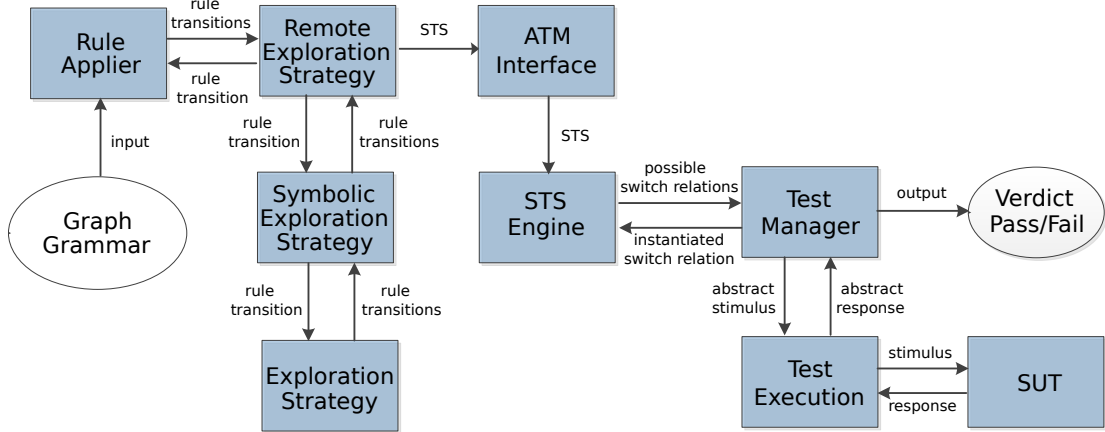 rule
transitions
Rule
Applier
rule
transition
Remote
Exploration
Strategy
STS
ATM
Interface
input
rule
transition
rule
transitions
STS
Graph
Grammar
Symbolic
Exploration
Strategy
STS
Engine
possible
switch relations
instantiated
switch relation
Test
Manager
output
Verdict
Pass/Fail
rule
transition
rule
transitions
abstract
stimulus
abstract
response
Exploration
Strategy
Test
Execution
stimulus
response
SUT